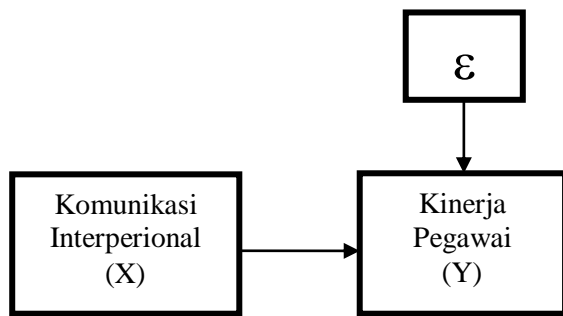 ε
Komunikasi
Interperional
(X)
Kinerja
Pegawai
(Y)